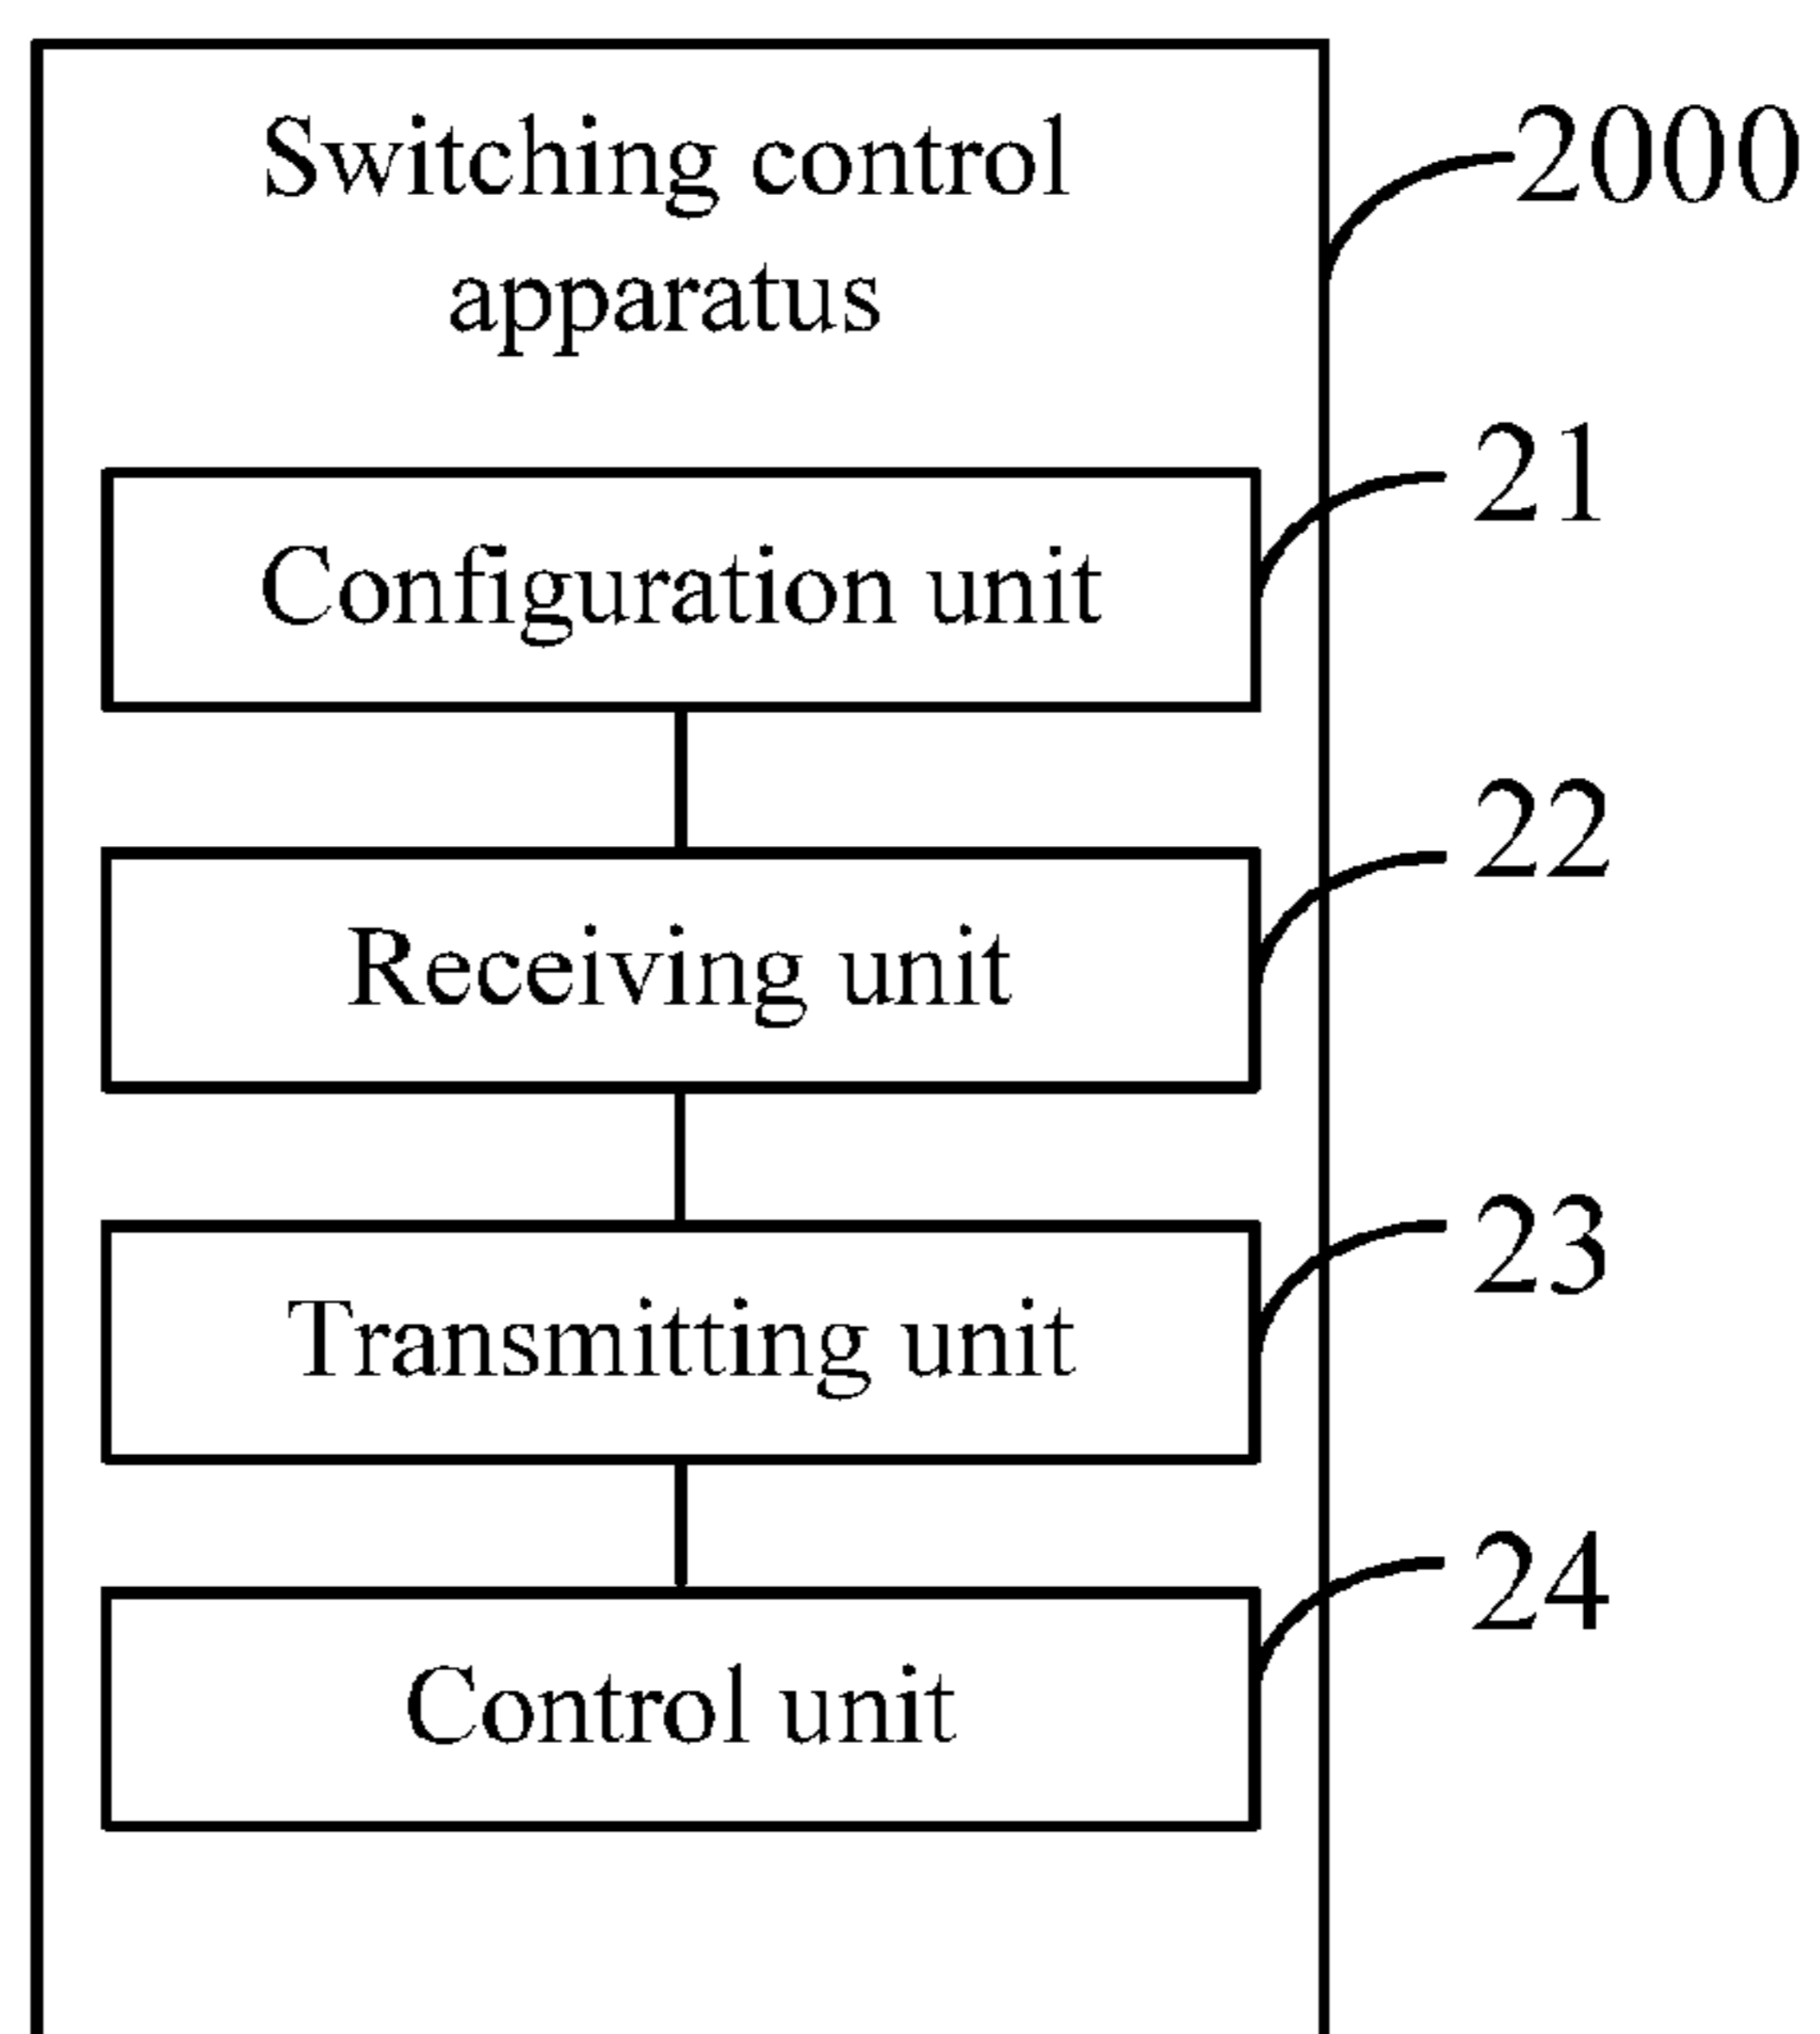 Switching control
apparatus
2000
21
Configuration unit
22
Receiving unit
23
Transmitting unit
24
Control unit